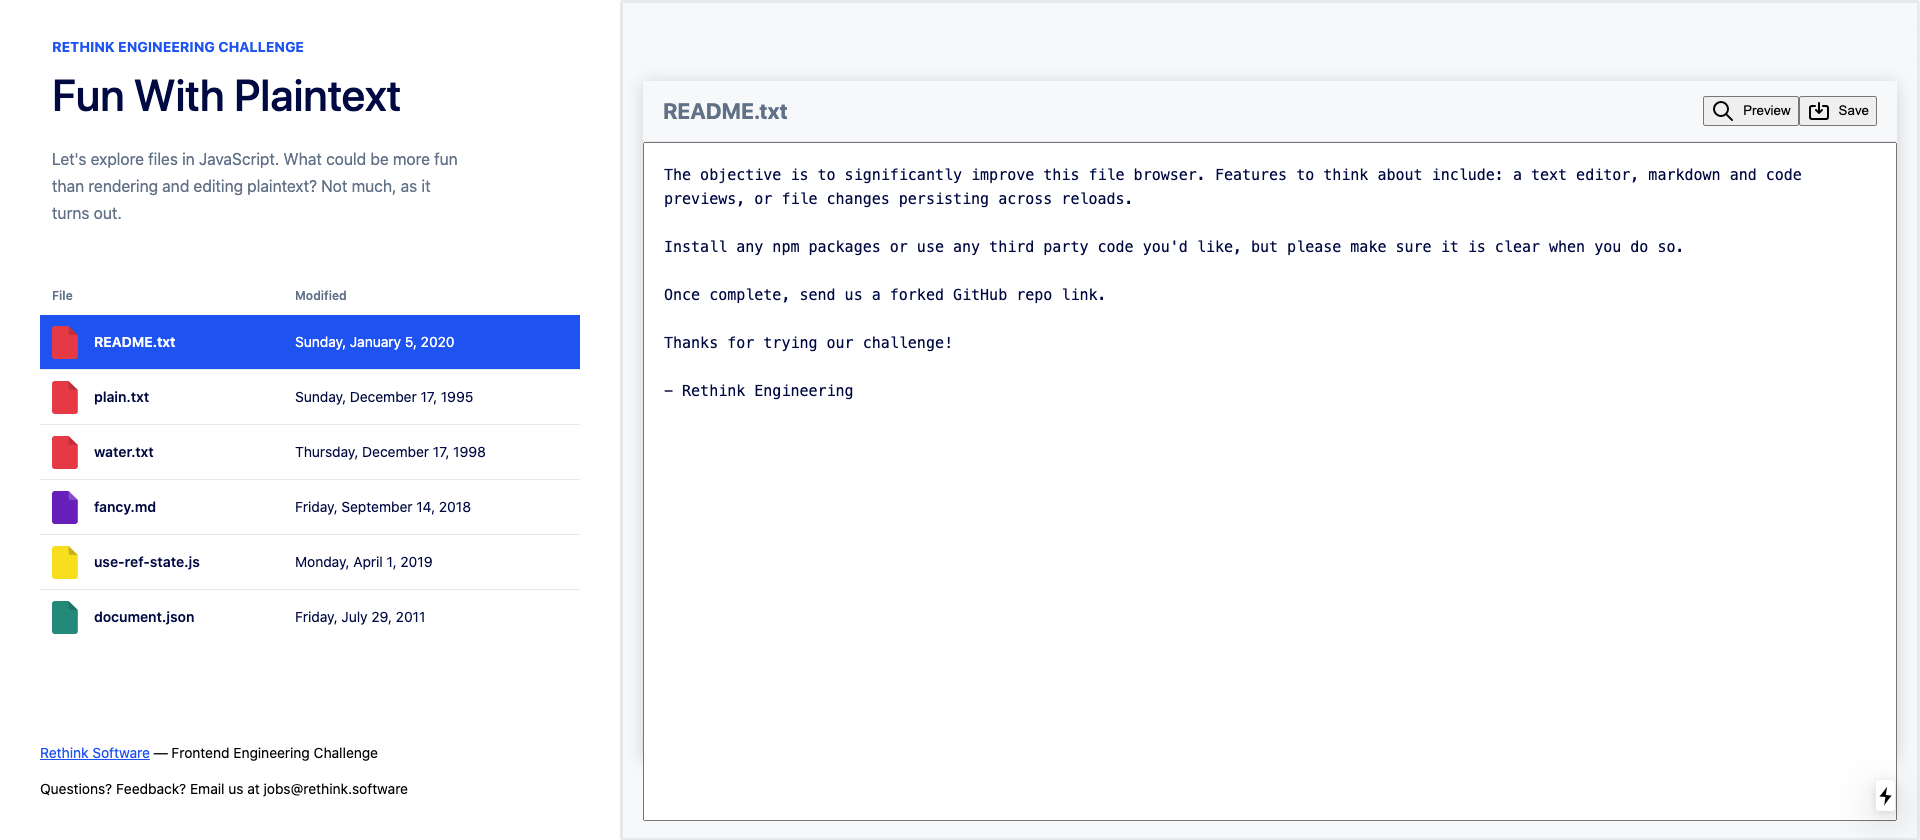 RETHINK ENGINEERING CHALLENGE
Fun With Plaintext
Let's explore files in JavaScript. What could be more fun
than rendering and editing plaintext? Not much, as it
turns out.
File Modified
README.txt Sunday, January 5, 2020
plain.txt Sunday, December 17, 1995
water.txt Thursday, December 17, 1998
fancy.md Friday, September 14, 2018
use-ref-state.js Monday, April 1, 2019
document.json Friday, July 29, 2011
Rethink Software — Frontend Engineering Challenge
Questions? Feedback? Email us at jobs@rethink.software
README.txt
Preview Save
The objective is to significantly improve this file browser. Features to think about include: a text editor, markdown and code
previews, or file changes persisting across reloads.
Install any npm packages or use any third party code you'd like, but please make sure it is clear when you do so.
Once complete, send us a forked GitHub repo link.
Thanks for trying our challenge!
– Rethink Engineering